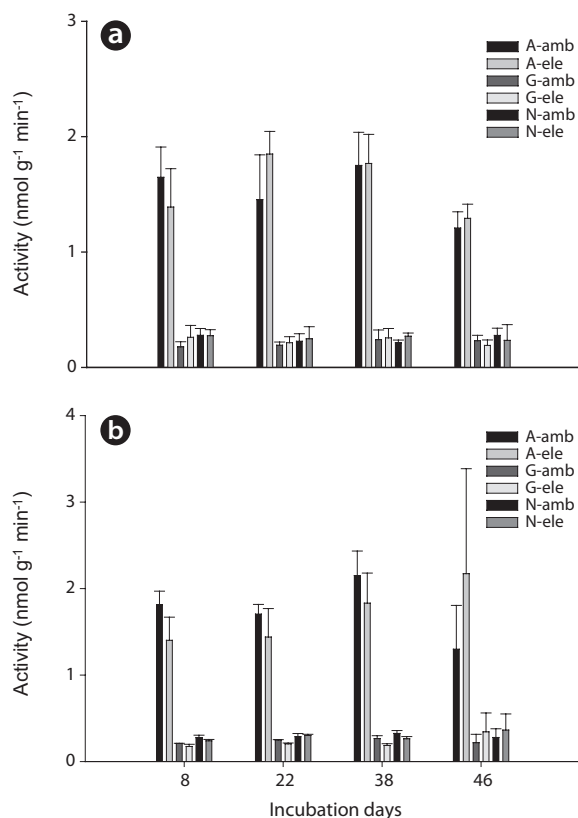 a
3
2
1
0
Activity (nmol g⁻¹ min⁻¹)
A-amb
A-ele
G-amb
G-ele
N-amb
N-ele
b
4
3
2
1
0
Activity (nmol g⁻¹ min⁻¹)
A-amb
A-ele
G-amb
G-ele
N-amb
N-ele
8 22 38 46
Incubation days